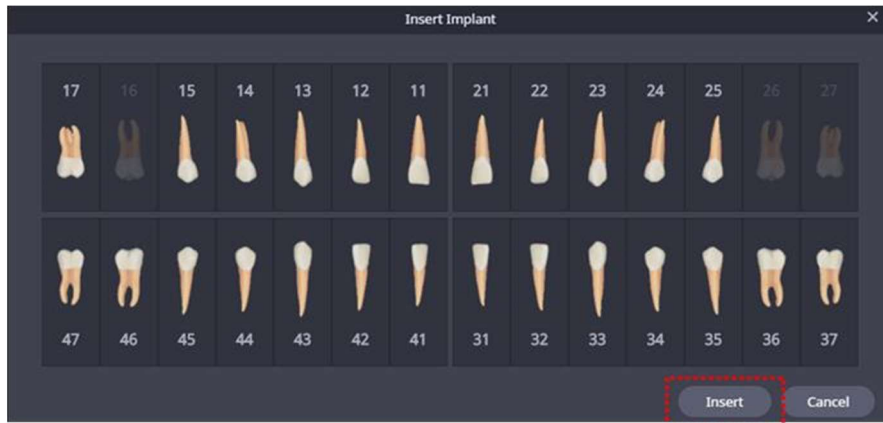 Insert Implant
17 16 15 14 13 12 11 21 22 23 24 25 26 27
47 46 45 44 43 42 41 31 32 33 34 35 36 37
Insert Cancel